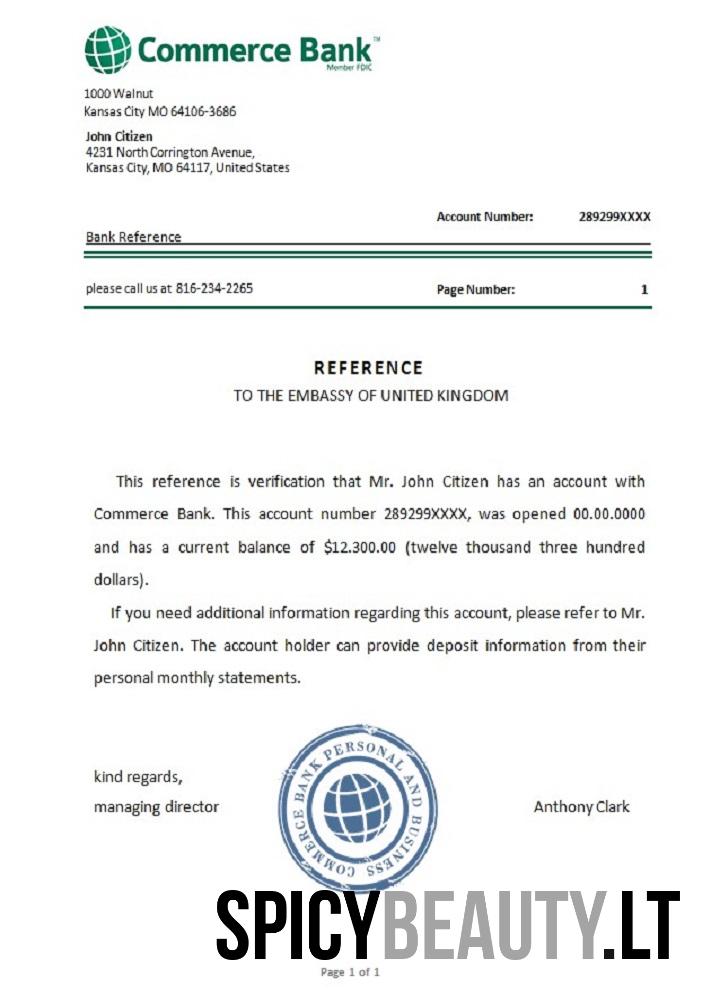 Commerce Bank™
Member FDIC
1000 Walnut
Kansas City MO 64106-3686
John Citizen
4231 North Corrington Avenue,
Kansas City, MO 64117, United States
Account Number: 289299XXXX
Bank Reference
please call us at 816-234-2265 Page Number: 1
REFERENCE
TO THE EMBASSY OF UNITED KINGDOM
This reference is verification that Mr. John Citizen has an account with
Commerce Bank. This account number 289299XXXX, was opened 00.00.0000
and has a current balance of $12.300.00 (twelve thousand three hundred
dollars).
If you need additional information regarding this account, please refer to Mr.
John Citizen. The account holder can provide deposit information from their
personal monthly statements.
COMMERCE BANK PERSONAL AND BUSINESS
kind regards,
managing director Anthony Clark
SPICYBEAUTY.LT
Page 1 of 1